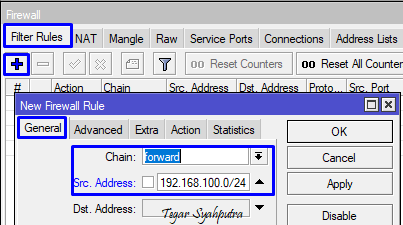 Firewall
Filter Rules NAT Mangle Raw Service Ports Connections Address Lists
00 Reset Counters 00 Reset All Counter
# Action Chain Src. Address Dst. Address Proto... Src. Port
New Firewall Rule
General Advanced Extra Action Statistics
OK
Chain: forward
Cancel
Src. Address: 192.168.100.0/24
Apply
Dst. Address: Tegar Syahputra
Disable